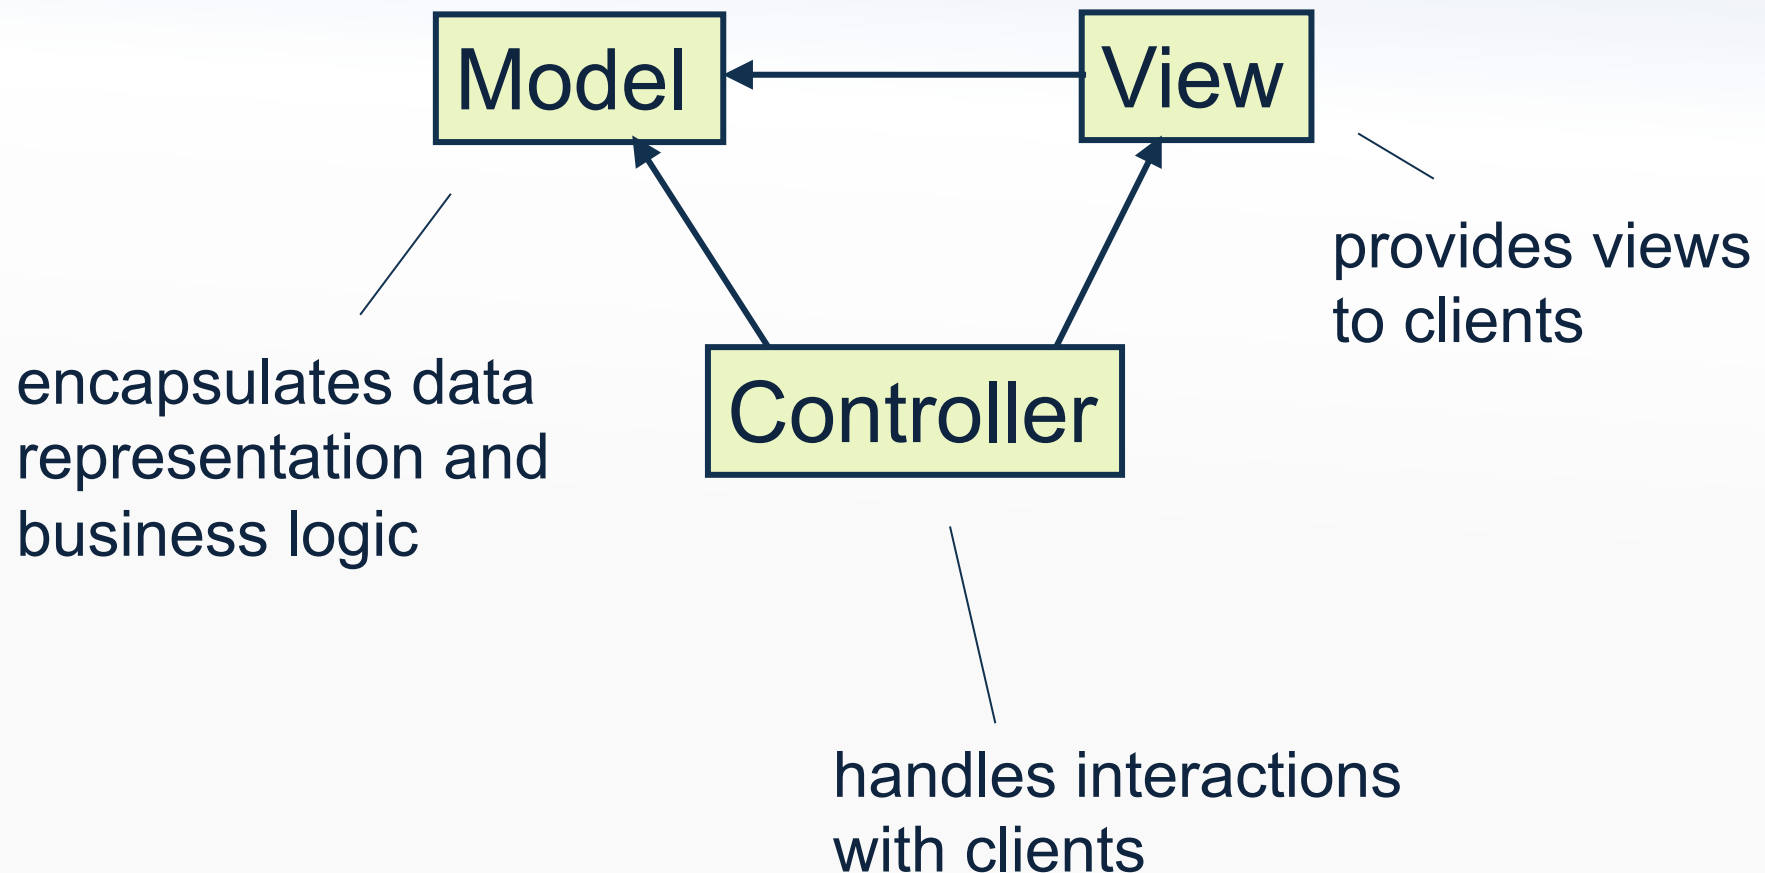 Model
View
provides views
to clients
encapsulates data
representation and
business logic
Controller
handles interactions
with clients